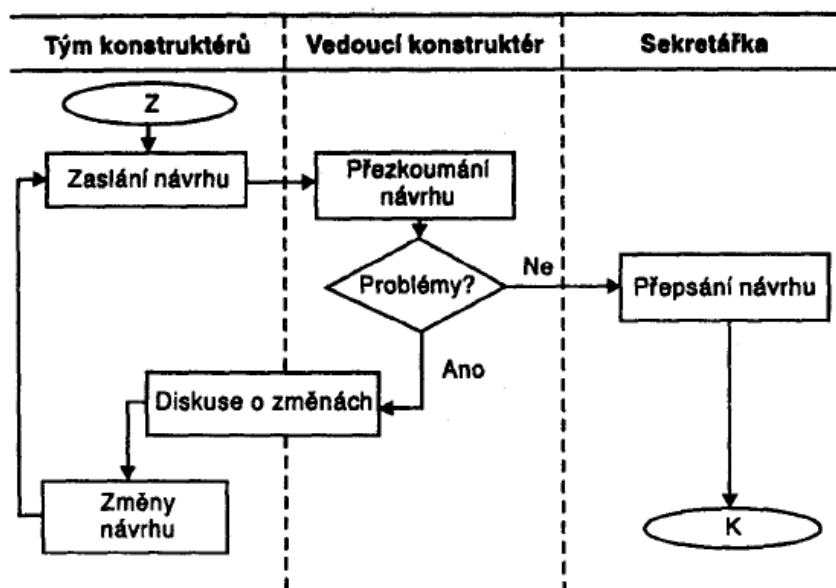 Tým konstruktérů
Vedoucí konstruktér
Sekretářka
Z
Zaslání návrhu
Přezkoumání
návrhu
Problémy?
Ne
Přepsání návrhu
Ano
Diskuse o změnách
Změny
návrhu
K